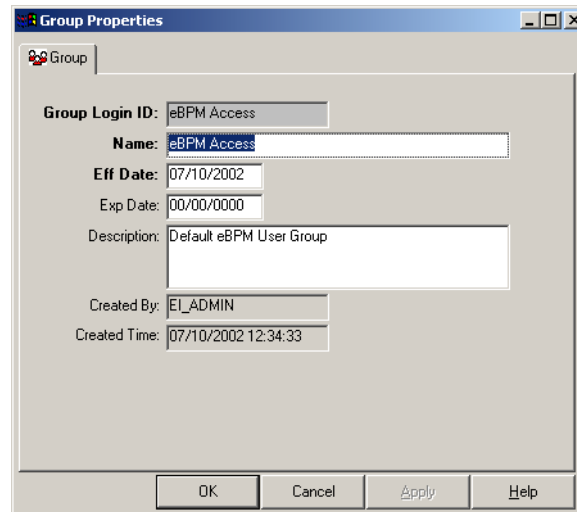 Group Properties
Group
Group Login ID: eBPM Access
Name: eBPM Access
Eff Date: 07/10/2002
Exp Date: 00/00/0000
Description: Default eBPM User Group
Created By: EI_ADMIN
Created Time: 07/10/2002 12:34:33
OK Cancel Apply Help